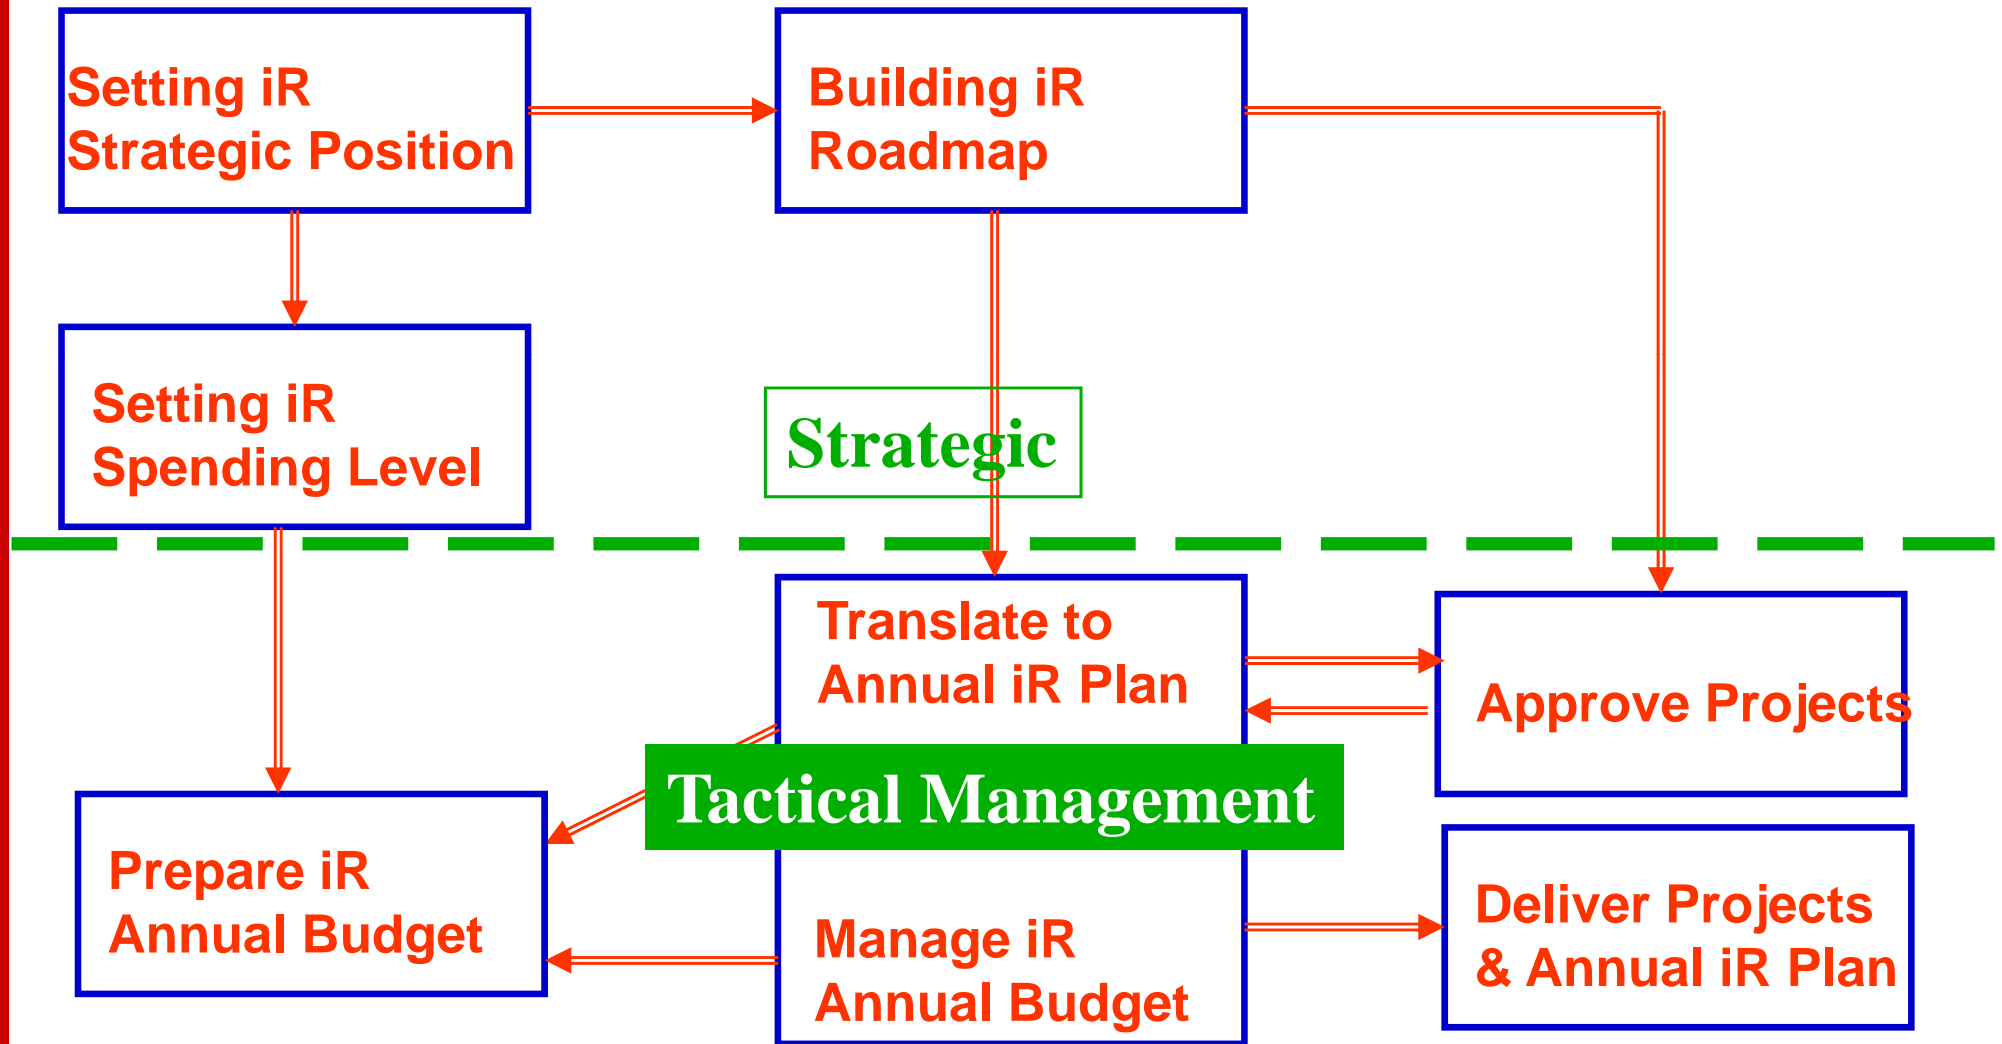 Setting iR
Strategic Position
Building iR
Roadmap
Setting iR
Spending Level
Strategic
Translate to
Annual iR Plan
Approve Projects
Tactical Management
Prepare iR
Annual Budget
Manage iR
Annual Budget
Deliver Projects
& Annual iR Plan